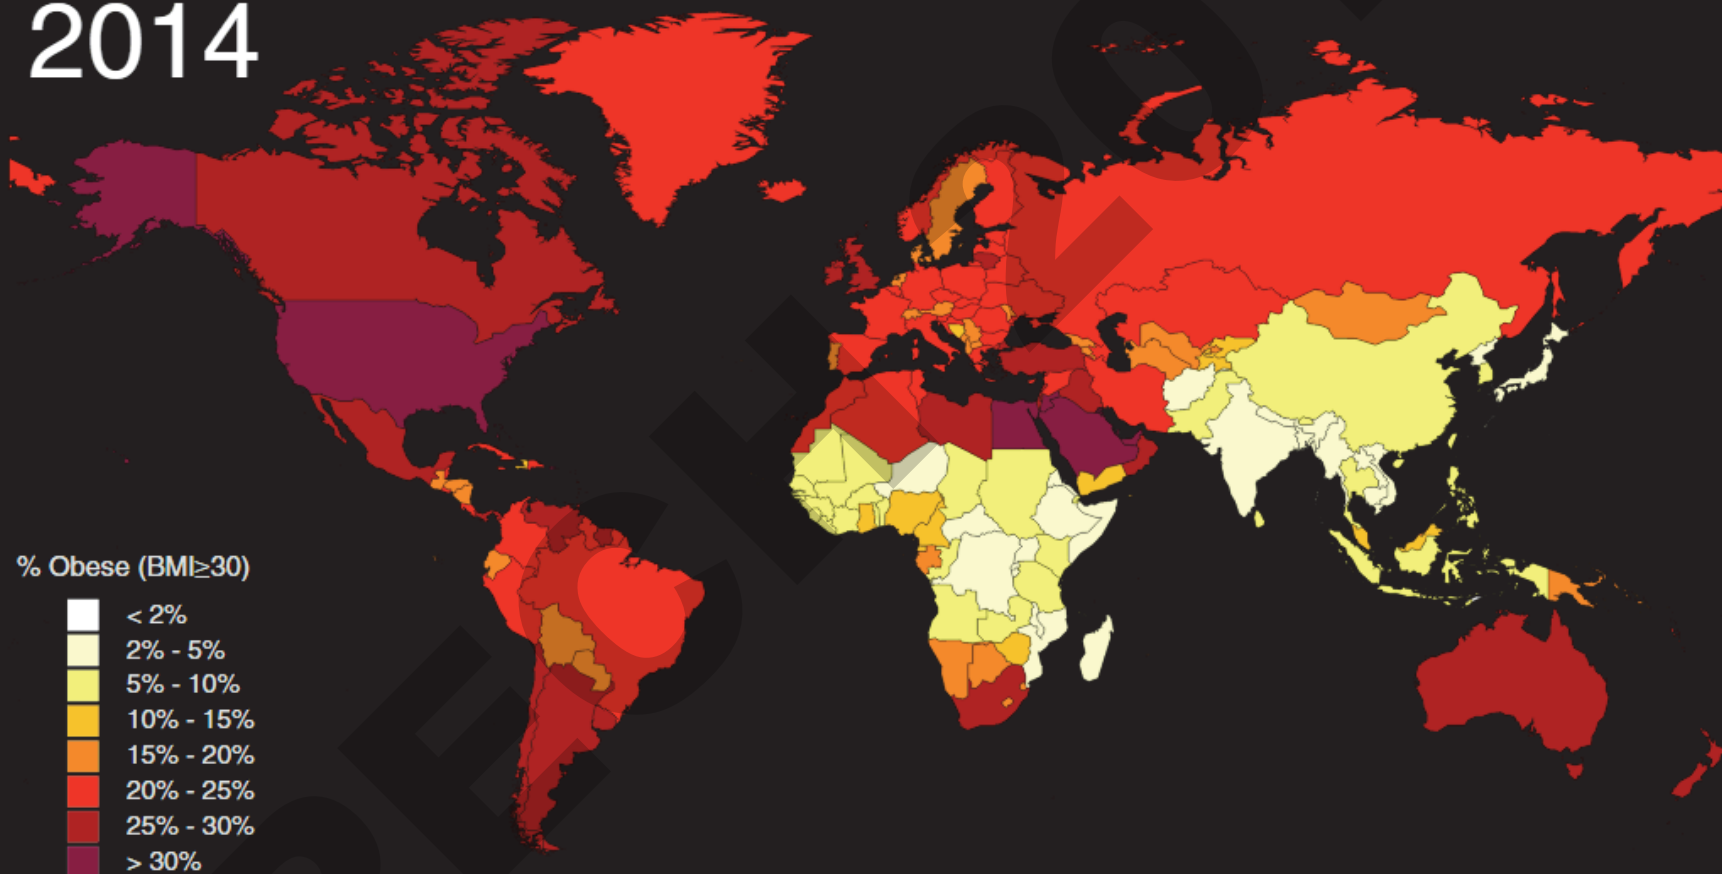 2014
% Obese (BMI≥30)
< 2%
2% - 5%
5% - 10%
10% - 15%
15% - 20%
20% - 25%
25% - 30%
> 30%